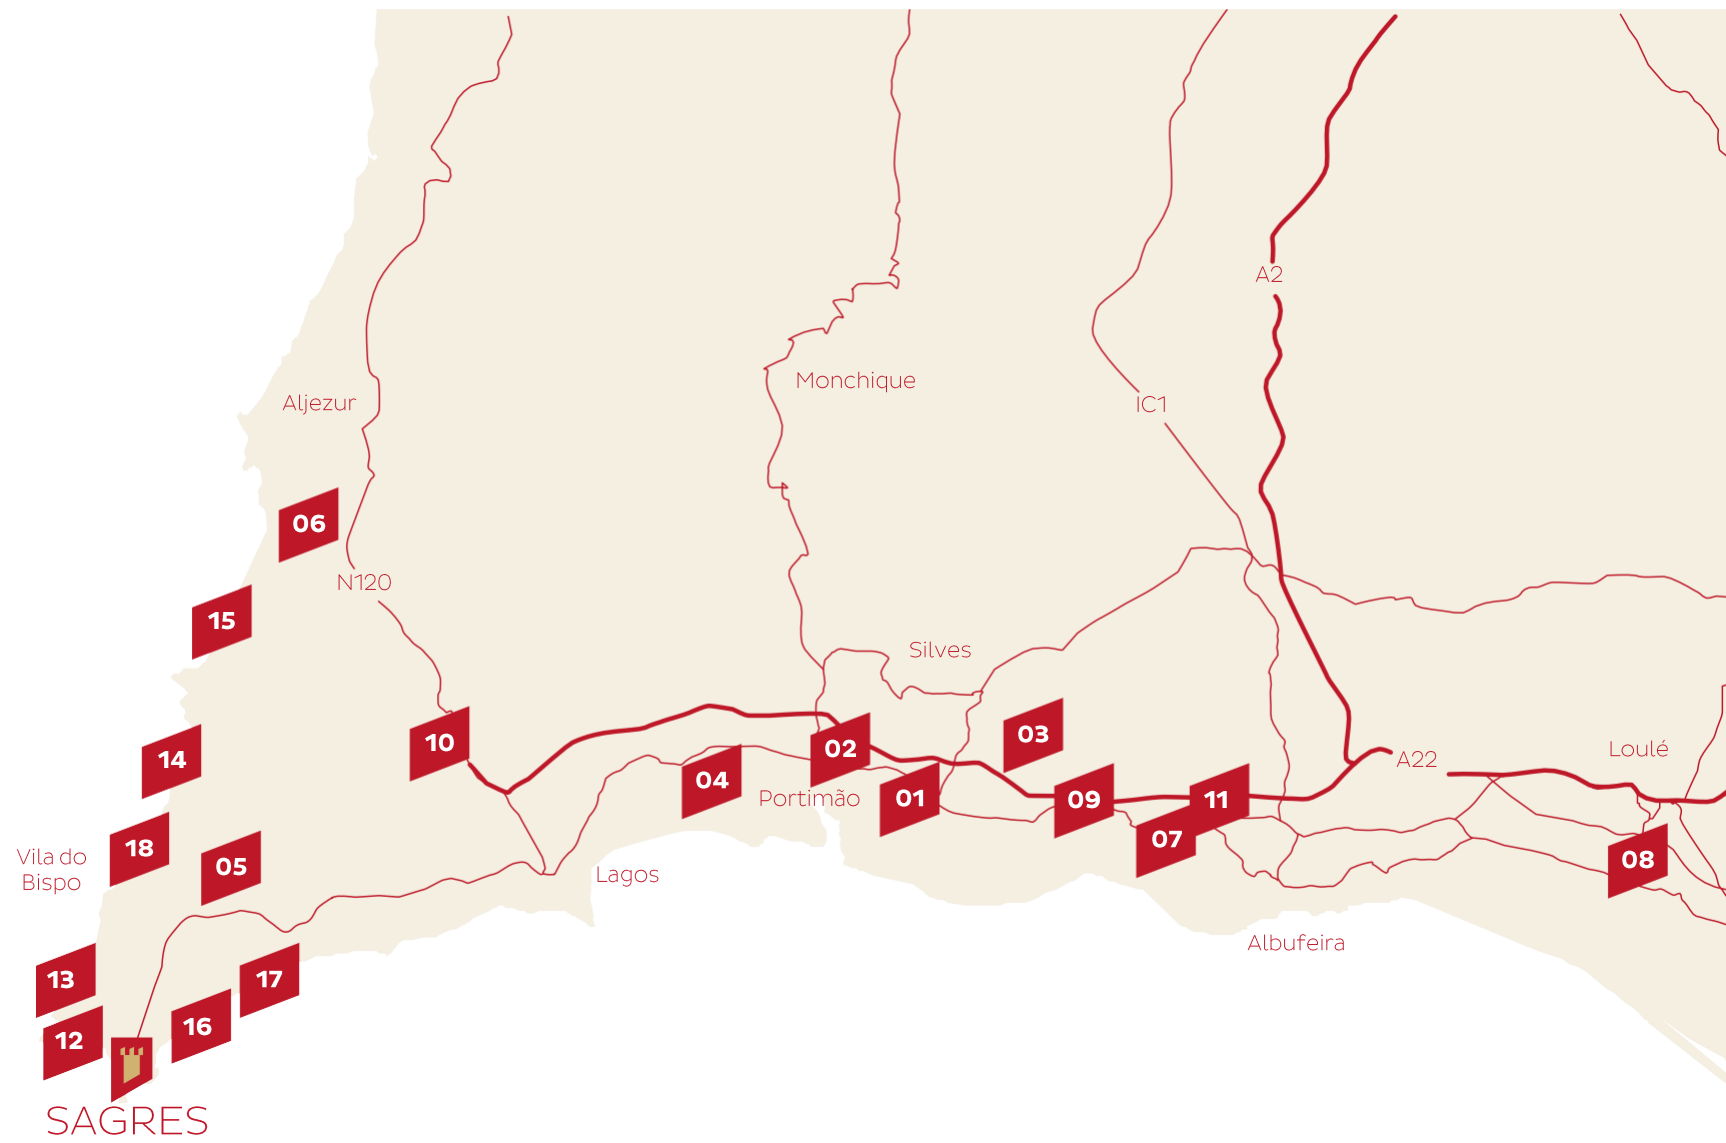 A2
Monchique
Aljezur
IC1
06
N120
15
Silves
03
10
02
Loulé
14
A22
04
Portimão
01
09
11
07
18
Vila do
Bispo
05
08
Lagos
Albufeira
13
17
16
12
SAGRES